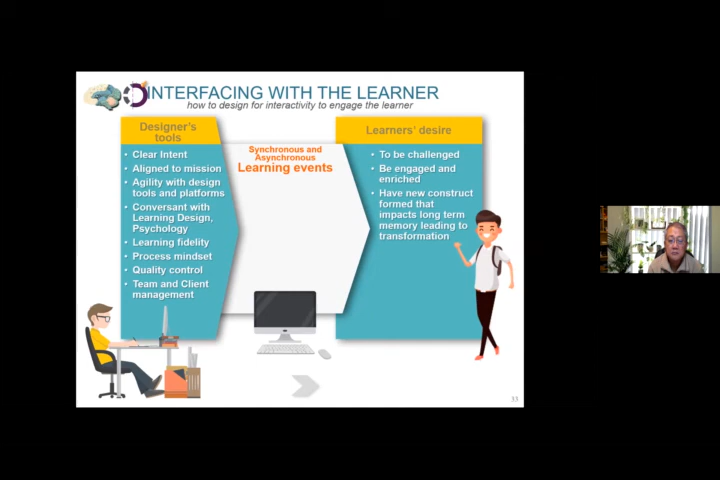 INTERFACING WITH THE LEARNER
how to design for interactivity to engage the learner
Designer's
tools
• Clear Intent
• Aligned to mission
• Agility with design
tools and platforms
• Conversant with
Learning Design,
Psychology
• Learning fidelity
• Process mindset
• Quality control
• Team and Client
management
Synchronous and
Asynchronous
Learning events
Learners' desire
• To be challenged
• Be engaged and
enriched
• Have new construct
formed that
impacts long term
memory leading to
transformation
33